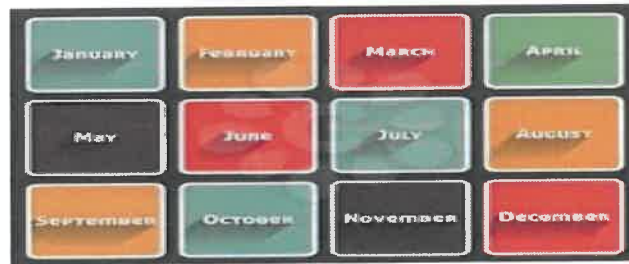 January February March April
May June July August
September October November December